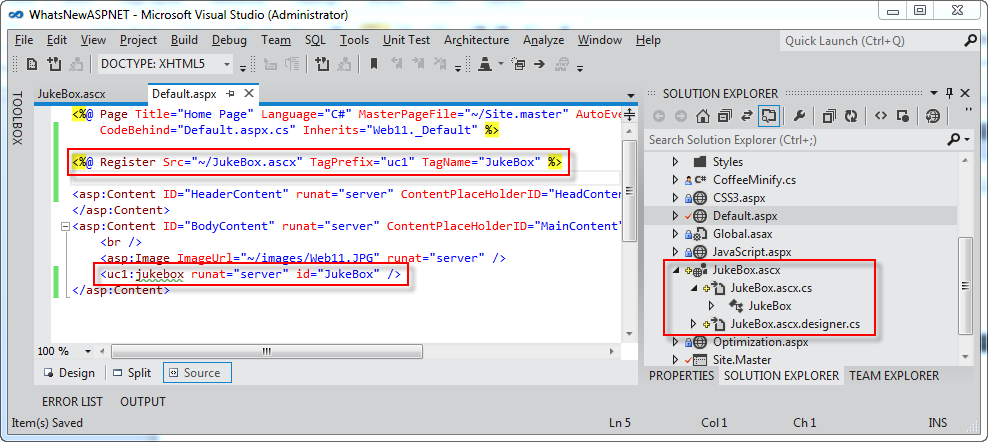 WhatsNewASPNET - Microsoft Visual Studio (Administrator)
File Edit View Project Build Debug Team SQL Tools Unit Test Architecture Analyze Window Help
Quick Launch (Ctrl+Q)
DOCTYPE: XHTML5
TOOLBOX
JukeBox.ascx Default.aspx
<%@ Page Title="Home Page" Language="C#" MasterPageFile="~/Site.master" AutoEve
CodeBehind="Default.aspx.cs" Inherits="Web11._Default" %>
<%@ Register Src="~/JukeBox.ascx" TagPrefix="uc1" TagName="JukeBox" %>
<asp:Content ID="HeaderContent" runat="server" ContentPlaceHolderID="HeadConten
</asp:Content>
<asp:Content ID="BodyContent" runat="server" ContentPlaceHolderID="MainContent"
<br />
<asp:Image ImageUrl="~/images/Web11.JPG" runat="server" />
<uc1:jukebox runat="server" id="JukeBox" />
</asp:Content>
100 %
Design Split Source
SOLUTION EXPLORER
Search Solution Explorer (Ctrl+;)
Styles
C# CoffeeMinify.cs
CSS3.aspx
Default.aspx
Global.asax
JavaScript.aspx
JukeBox.ascx
JukeBox.ascx.cs
JukeBox
JukeBox.ascx.designer.cs
Optimization.aspx
Site.Master
PROPERTIES SOLUTION EXPLORER TEAM EXPLORER
ERROR LIST OUTPUT
Item(s) Saved Ln 5 Col 1 Ch 1 INS